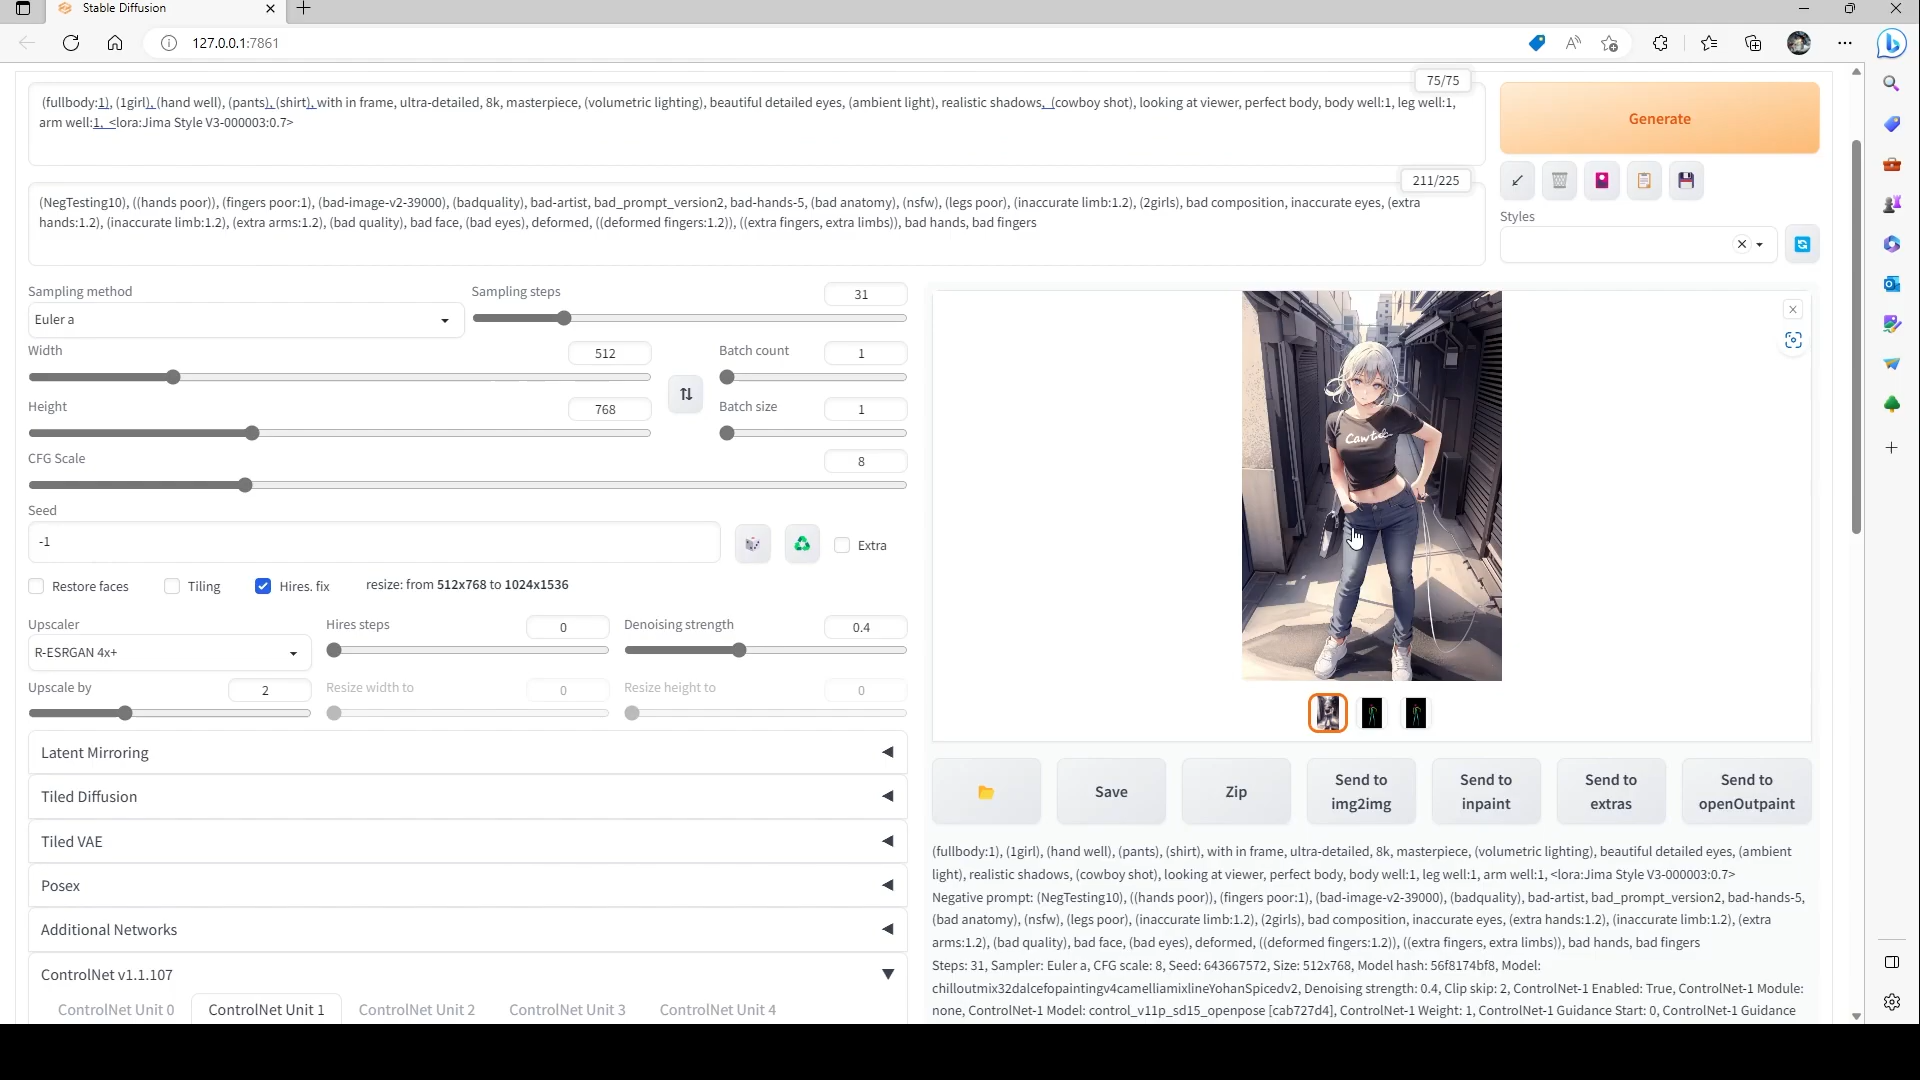 Stable Diffusion
127.0.0.1:7861
75/75
(fullbody:1), (1girl), (hand well), (pants), (shirt), with in frame, ultra-detailed, 8k, masterpiece, (volumetric lighting), beautiful detailed eyes, (ambient light), realistic shadows, (cowboy shot), looking at viewer, perfect body, body well:1, leg well:1,
arm well:1, <lora:Jima Style V3-000003:0.7>
Generate
211/225
(NegTesting10), ((hands poor)), (fingers poor:1), (bad-image-v2-39000), (badquality), bad-artist, bad_prompt_version2, bad-hands-5, (bad anatomy), (nsfw), (legs poor), (inaccurate limb:1.2), (2girls), bad composition, inaccurate eyes, (extra
hands:1.2), (inaccurate limb:1.2), (extra arms:1.2), (bad quality), bad face, (bad eyes), deformed, ((deformed fingers:1.2)), ((extra fingers, extra limbs)), bad hands, bad fingers
Styles
Sampling method
Sampling steps
31
Euler a
Width
512
Batch count
1
Height
768
Batch size
1
CFG Scale
8
Seed
-1
Extra
Restore faces
Tiling
Hires. fix
resize: from 512x768 to 1024x1536
Upscaler
Hires steps
0
Denoising strength
0.4
R-ESRGAN 4x+
Upscale by
2
Resize width to
0
Resize height to
0
Latent Mirroring
Tiled Diffusion
Tiled VAE
Posex
Additional Networks
ControlNet v1.1.107
ControlNet Unit 0
ControlNet Unit 1
ControlNet Unit 2
ControlNet Unit 3
ControlNet Unit 4
Save
Zip
Send to
img2img
Send to
inpaint
Send to
extras
Send to
openOutpaint
(fullbody:1), (1girl), (hand well), (pants), (shirt), with in frame, ultra-detailed, 8k, masterpiece, (volumetric lighting), beautiful detailed eyes, (ambient
light), realistic shadows, (cowboy shot), looking at viewer, perfect body, body well:1, leg well:1, arm well:1, <lora:Jima Style V3-000003:0.7>
Negative prompt: (NegTesting10), ((hands poor)), (fingers poor:1), (bad-image-v2-39000), (badquality), bad-artist, bad_prompt_version2, bad-hands-5,
(bad anatomy), (nsfw), (legs poor), (inaccurate limb:1.2), (2girls), bad composition, inaccurate eyes, (extra hands:1.2), (inaccurate limb:1.2), (extra
arms:1.2), (bad quality), bad face, (bad eyes), deformed, ((deformed fingers:1.2)), ((extra fingers, extra limbs)), bad hands, bad fingers
Steps: 31, Sampler: Euler a, CFG scale: 8, Seed: 643667572, Size: 512x768, Model hash: 56f8174bf8, Model:
chilloutmix32dalcefopaintingv4camelliamixlineYohanSpicedv2, Denoising strength: 0.4, Clip skip: 2, ControlNet-1 Enabled: True, ControlNet-1 Module:
none, ControlNet-1 Model: control_v11p_sd15_openpose [cab727d4], ControlNet-1 Weight: 1, ControlNet-1 Guidance Start: 0, ControlNet-1 Guidance